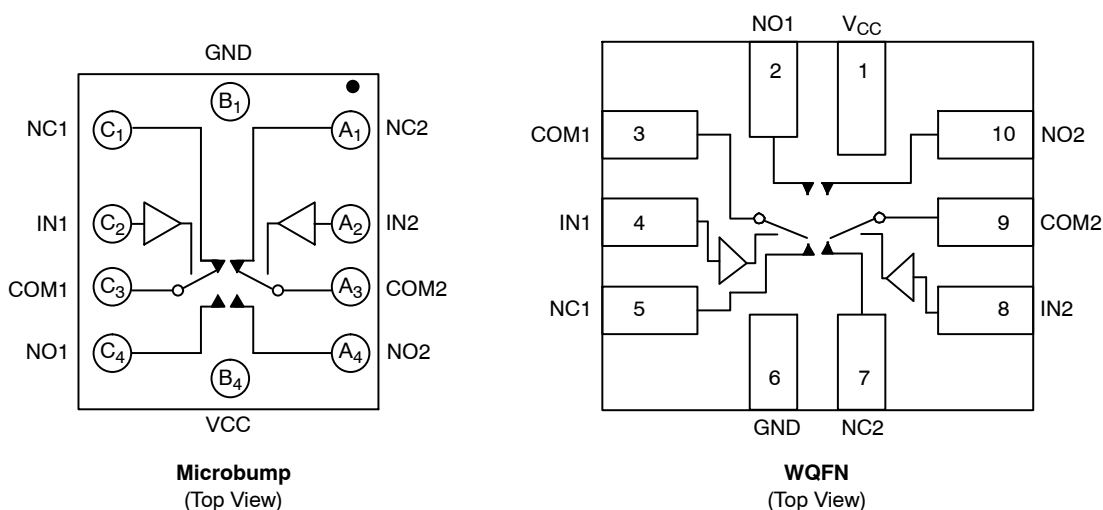 GND
B1
NC1
C1
A1
NC2
IN1
C2
A2
IN2
COM1
C3
A3
COM2
NO1
C4
A4
NO2
B4
VCC
Microbump
(Top View)
NO1
VCC
2
1
COM1
3
10
NO2
IN1
4
9
COM2
NC1
5
8
IN2
6
7
GND
NC2
WQFN
(Top View)